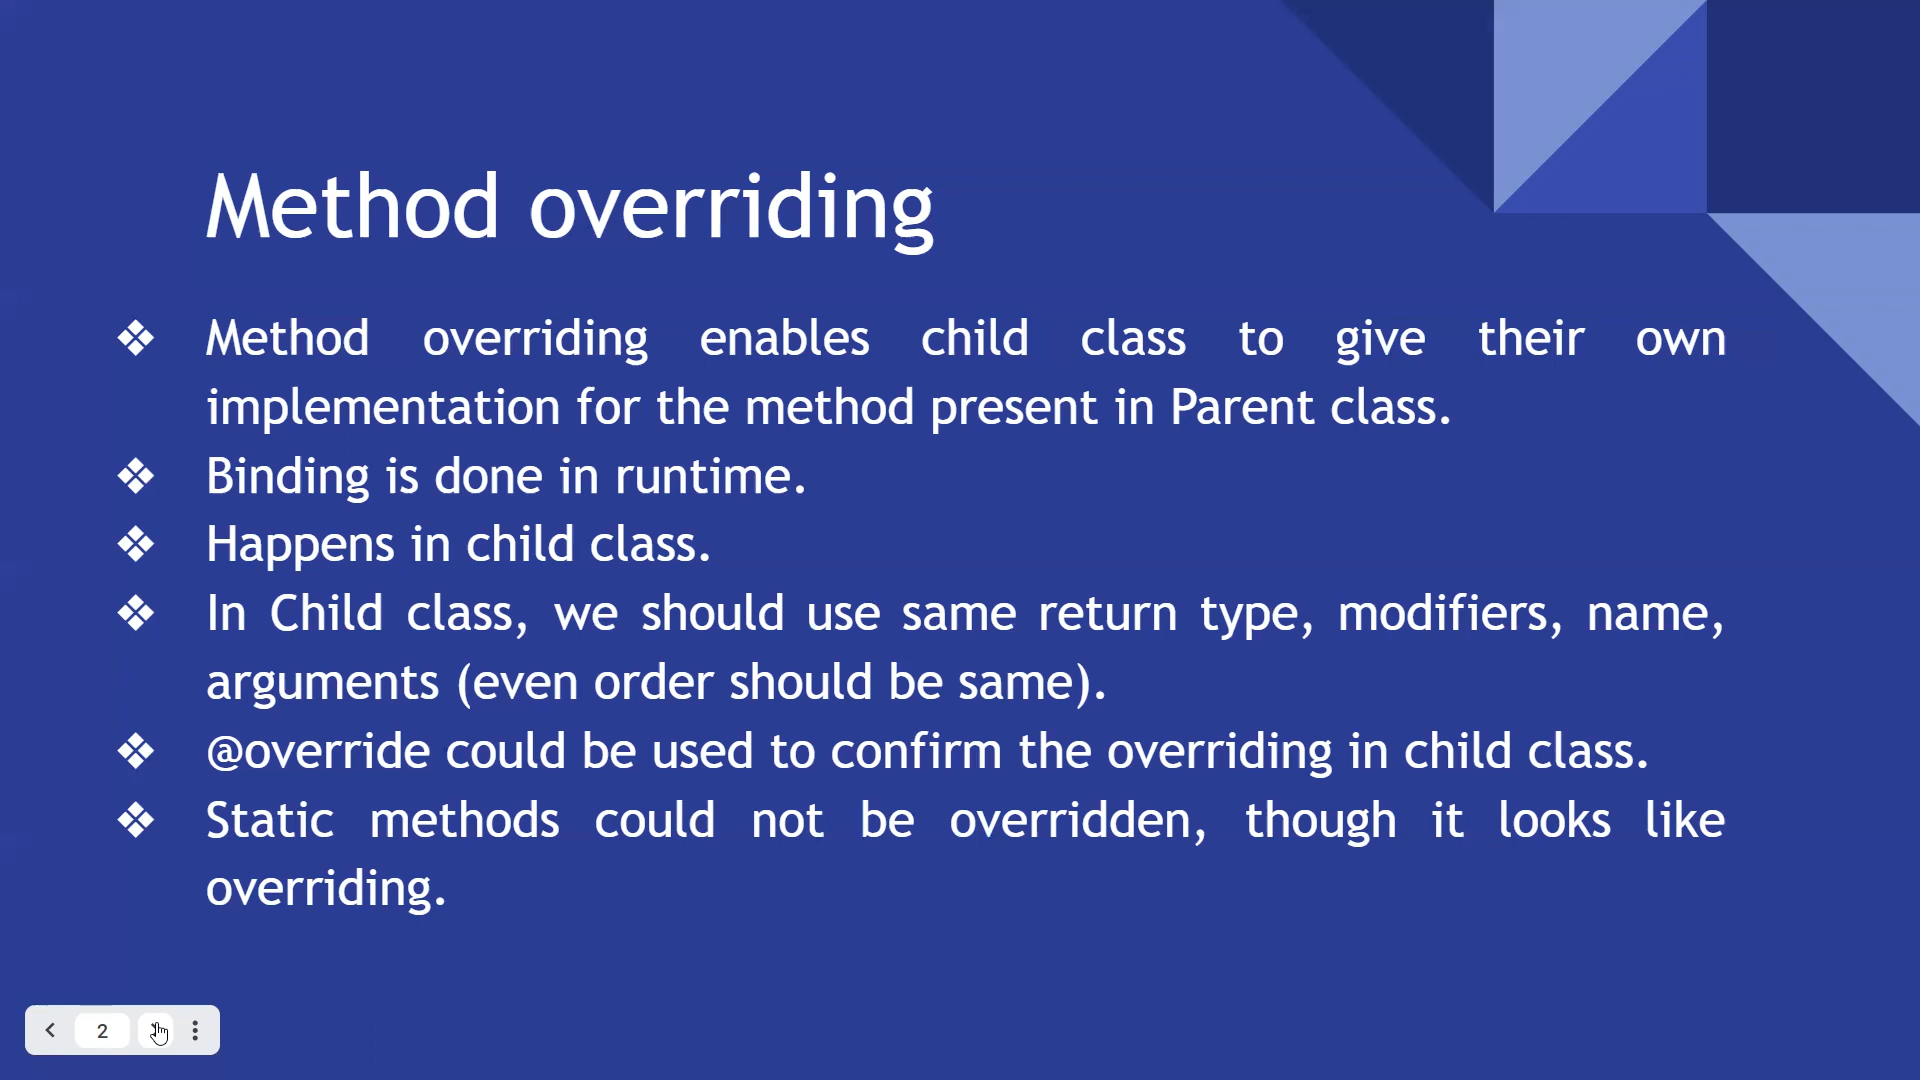 Method overriding
❖ Method overriding enables child class to give their own
implementation for the method present in Parent class.
❖ Binding is done in runtime.
❖ Happens in child class.
❖ In Child class, we should use same return type, modifiers, name,
arguments (even order should be same).
❖ @override could be used to confirm the overriding in child class.
❖ Static methods could not be overridden, though it looks like
overriding.
2